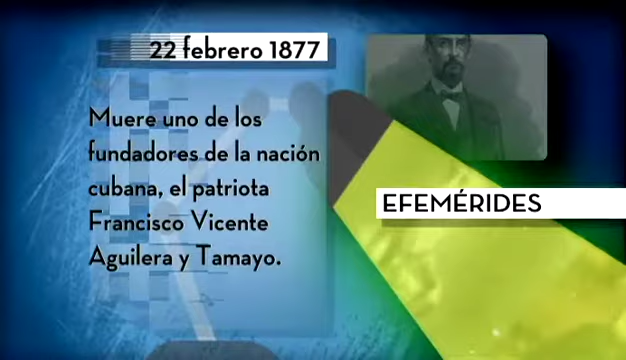 22 febrero 1877
Muere uno de los
fundadores de la nación
cubana, el patriota
Francisco Vicente
Aguilera y Tamayo.
EFEMÉRIDES